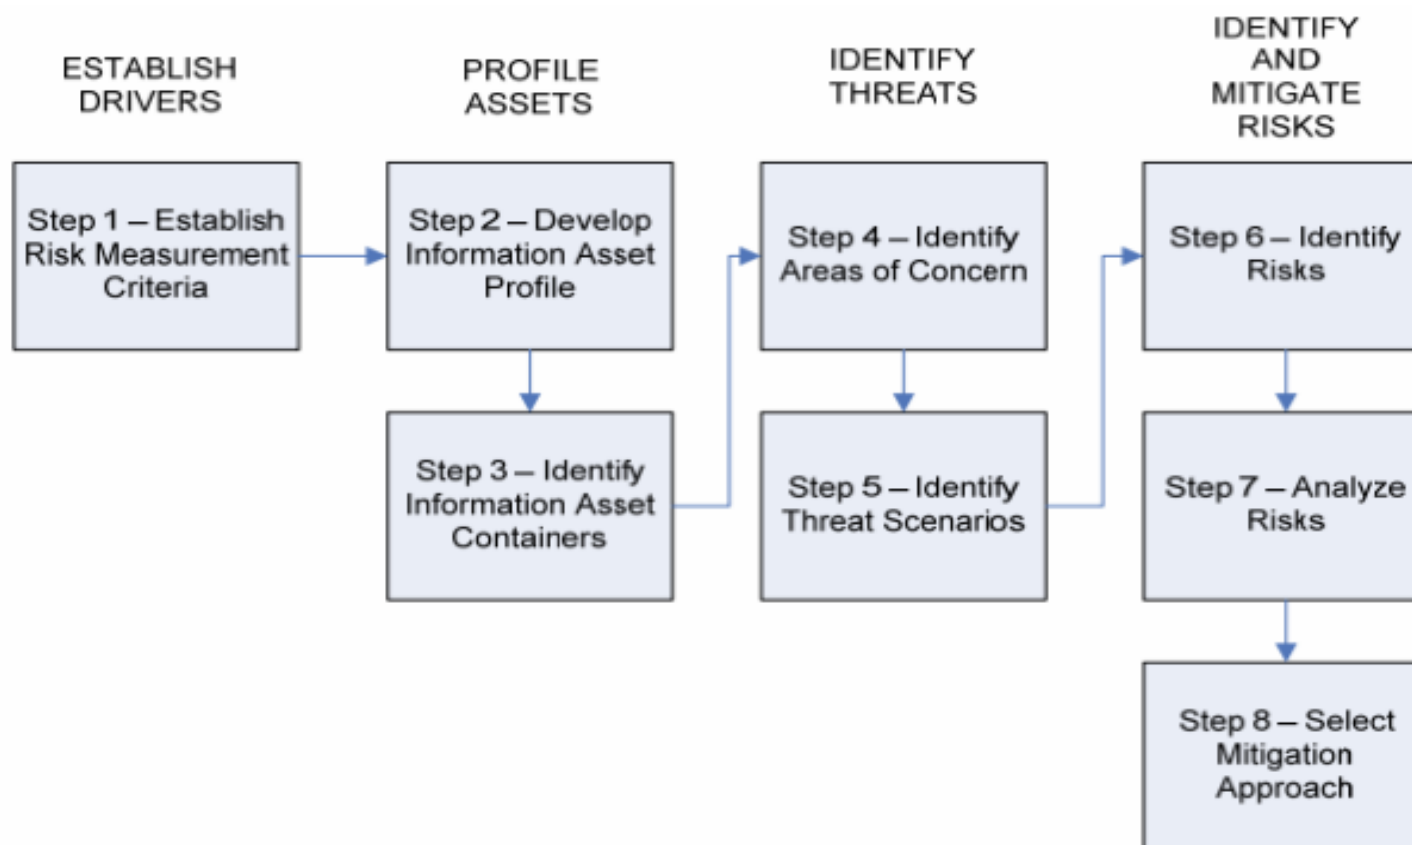 ESTABLISH
DRIVERS
PROFILE
ASSETS
IDENTIFY
THREATS
IDENTIFY
AND
MITIGATE
RISKS
Step 1 – Establish
Risk Measurement
Criteria
Step 2 – Develop
Information Asset
Profile
Step 3 – Identify
Information Asset
Containers
Step 4 – Identify
Areas of Concern
Step 5 – Identify
Threat Scenarios
Step 6 – Identify
Risks
Step 7 – Analyze
Risks
Step 8 – Select
Mitigation
Approach